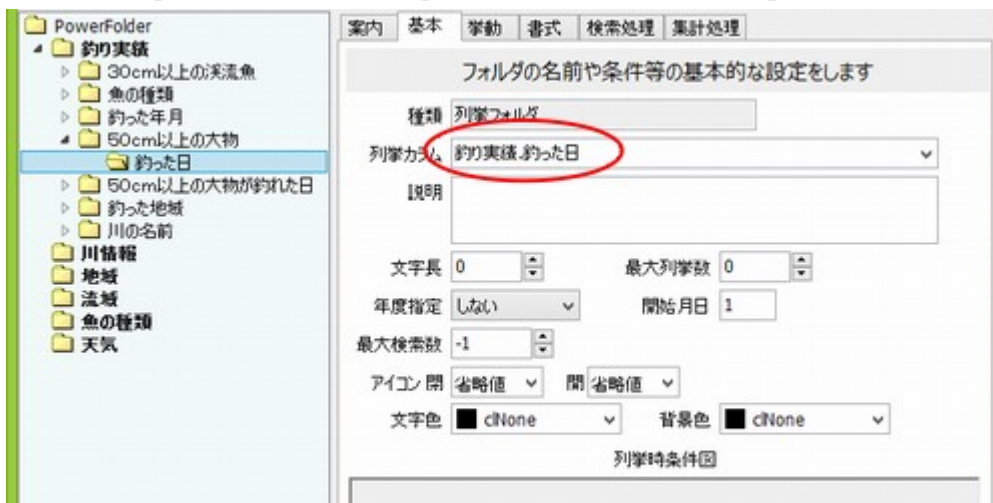 PowerFolder
釣り実績
30cm以上の渓流魚
魚の種類
釣った年月
50cm以上の大物
釣った日
50cm以上の大物が釣れた日
釣った地域
川の名前
川情報
地域
流域
魚の種類
天気
案内 基本 挙動 書式 検索処理 集計処理
フォルダの名前や条件等の基本的な設定をします
種類 列挙フォルダ
列挙カラム 釣り実績.釣った日
説明
文字長 0 最大列挙数 0
年度指定 しない 開始月日 1
最大検索数 -1
アイコン 閉 省略値 開 省略値
文字色 clNone 背景色 clNone
列挙時条件図